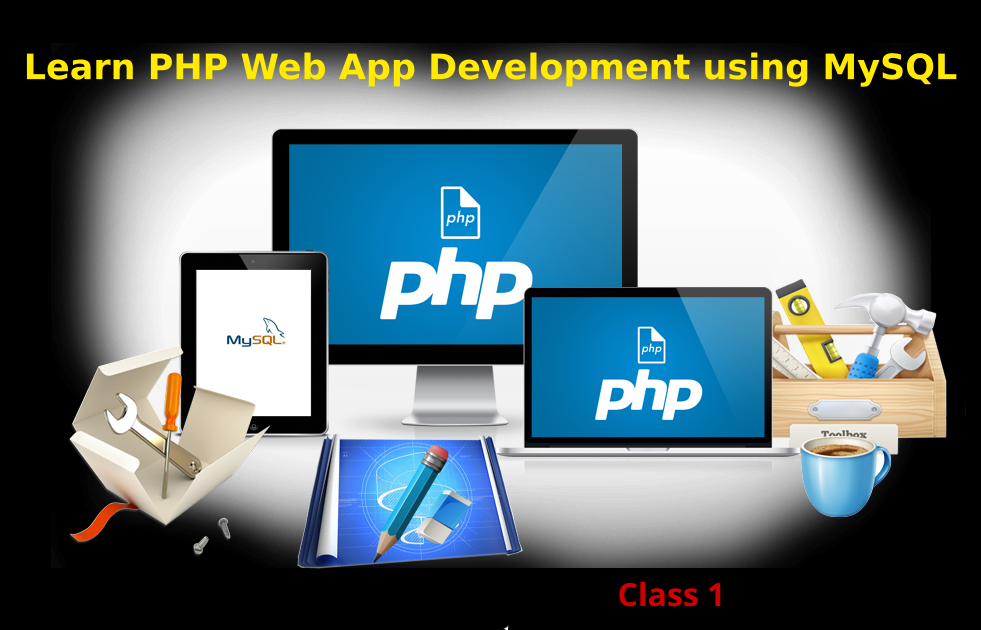 Learn PHP Web App Development using MySQL
php
php
MySQL
php
php
Toolbox
Class 1